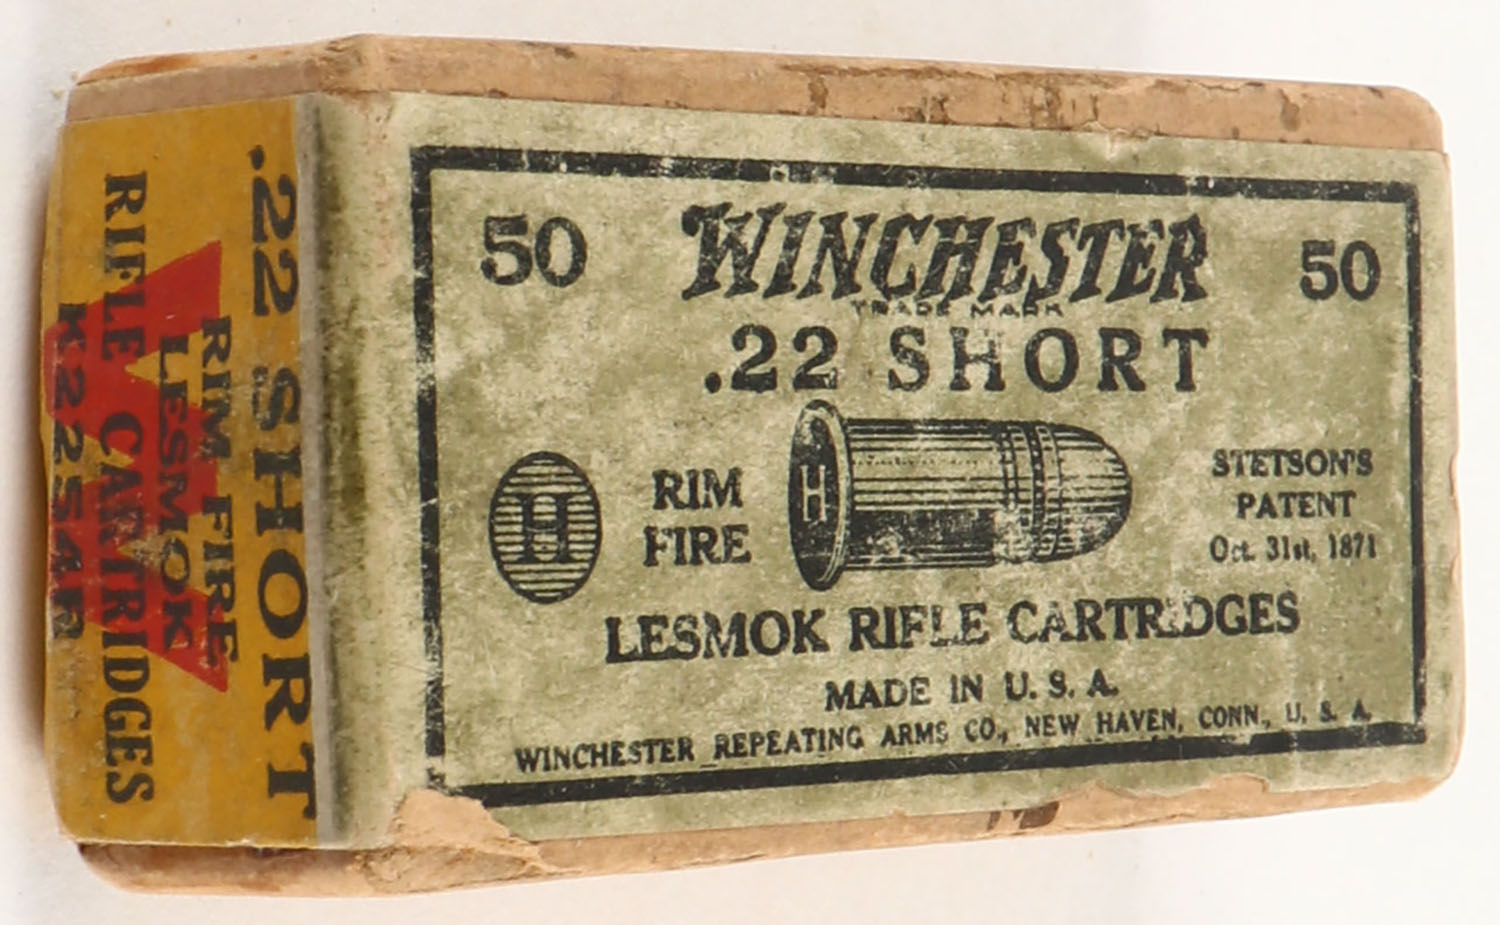 50 WINCHESTER 50
TRADE MARK
.22 SHORT
H
RIM
FIRE
H
STETSON'S
PATENT
Oct. 31st, 1871
LESMOK RIFLE CARTRIDGES
MADE IN U.S.A.
WINCHESTER REPEATING ARMS CO., NEW HAVEN, CONN., U.S.A.
.22 SHORT
RIM FIRE
LESMOK
RIFLE CARTRIDGES